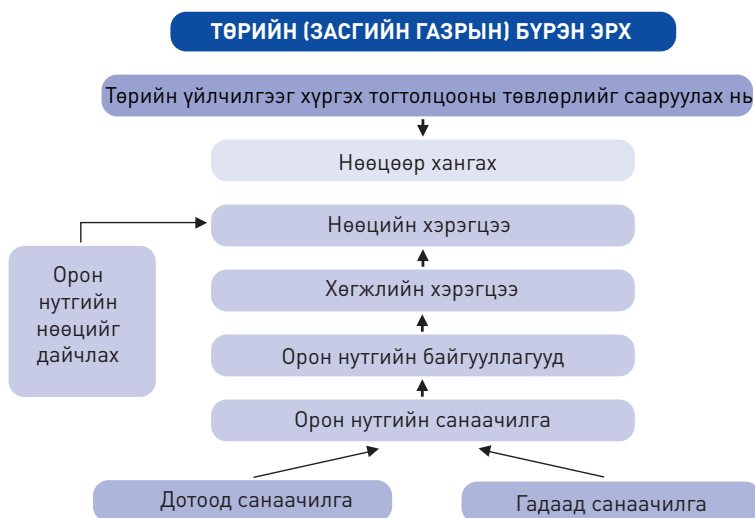 ТӨРИЙН (ЗАСГИЙН ГАЗРЫН) БҮРЭН ЭРХ
Төрийн үйлчилгээг хүргэх тогтолцооны төвлөрлийг сааруулах нь
Нөөцөөр хангах
Нөөцийн хэрэгцээ
Орон
нутгийн
нөөцийг
дайчлах
Хөгжлийн хэрэгцээ
Орон нутгийн байгууллагууд
Орон нутгийн санаачилга
Дотоод санаачилга
Гадаад санаачилга